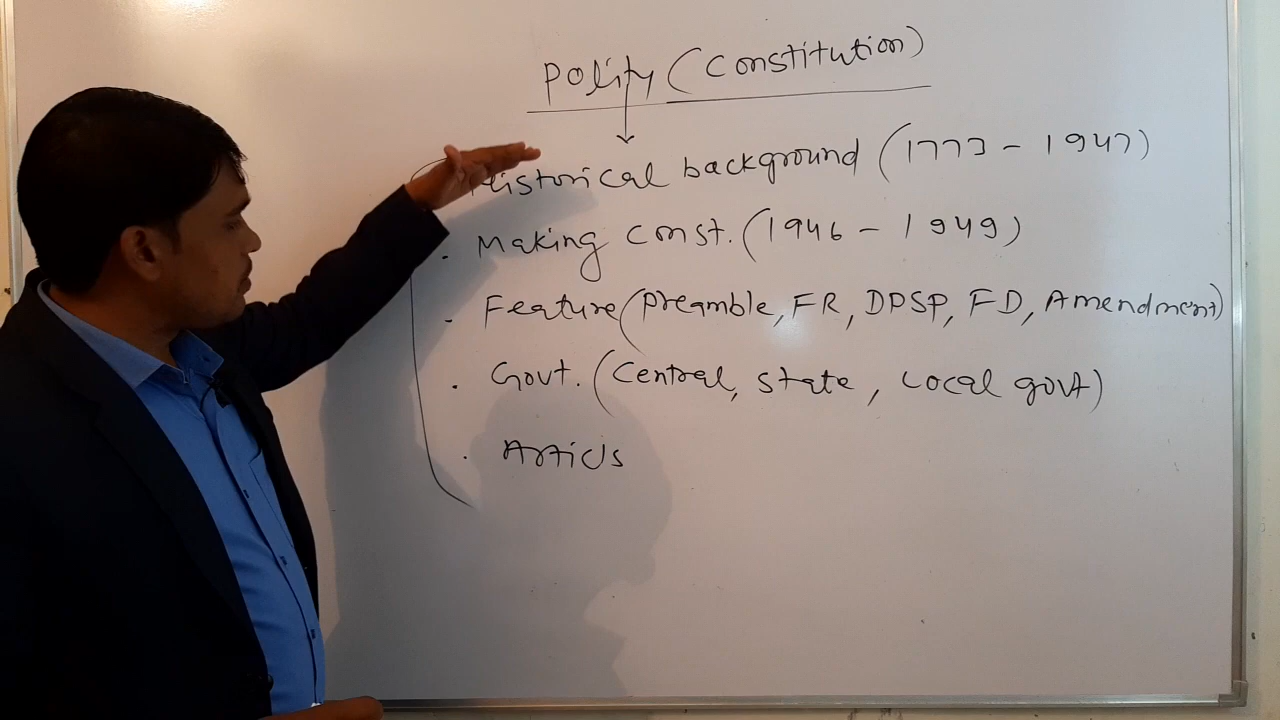 Polity (Constitution)
Historical background (1773 - 1947)
. Making Const. (1946 - 1949)
. Feature (Preamble, FR, DPSP, FD, Amendment)
. Govt. (Central, State, Local govt)
. Articls